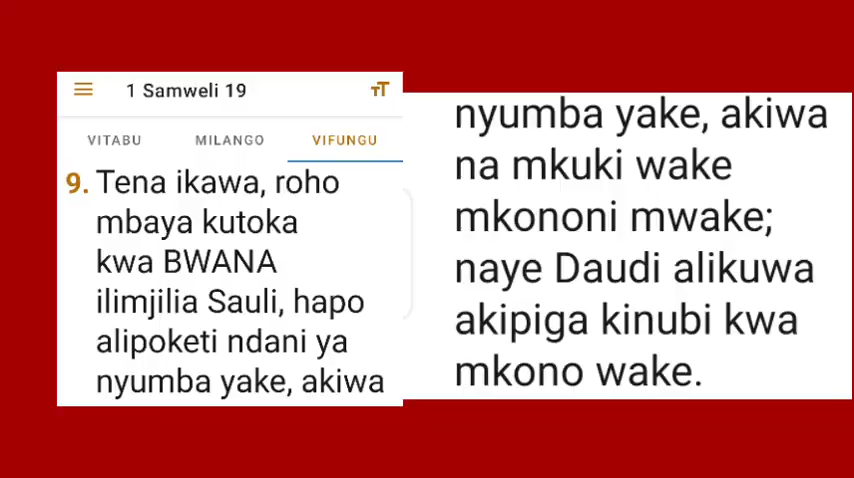 1 Samweli 19
тT
VITABU MILANGO VIFUNGU
9. Tena ikawa, roho
mbaya kutoka
kwa BWANA
ilimjilia Sauli, hapo
alipoketi ndani ya
nyumba yake, akiwa
nyumba yake, akiwa
na mkuki wake
mkononi mwake;
naye Daudi alikuwa
akipiga kinubi kwa
mkono wake.